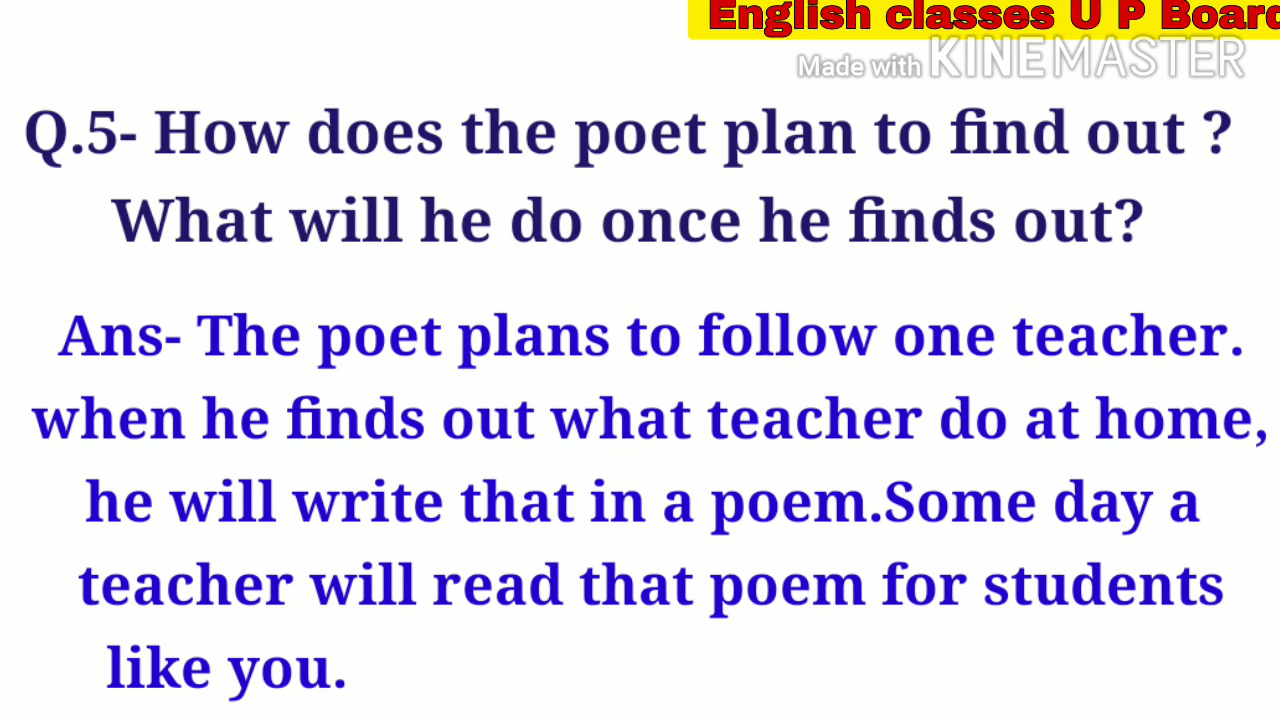 English classes U P Board
Made with KINEMASTER
Q.5- How does the poet plan to find out ?
What will he do once he finds out?
Ans- The poet plans to follow one teacher.
when he finds out what teacher do at home,
he will write that in a poem.Some day a
teacher will read that poem for students
like you.